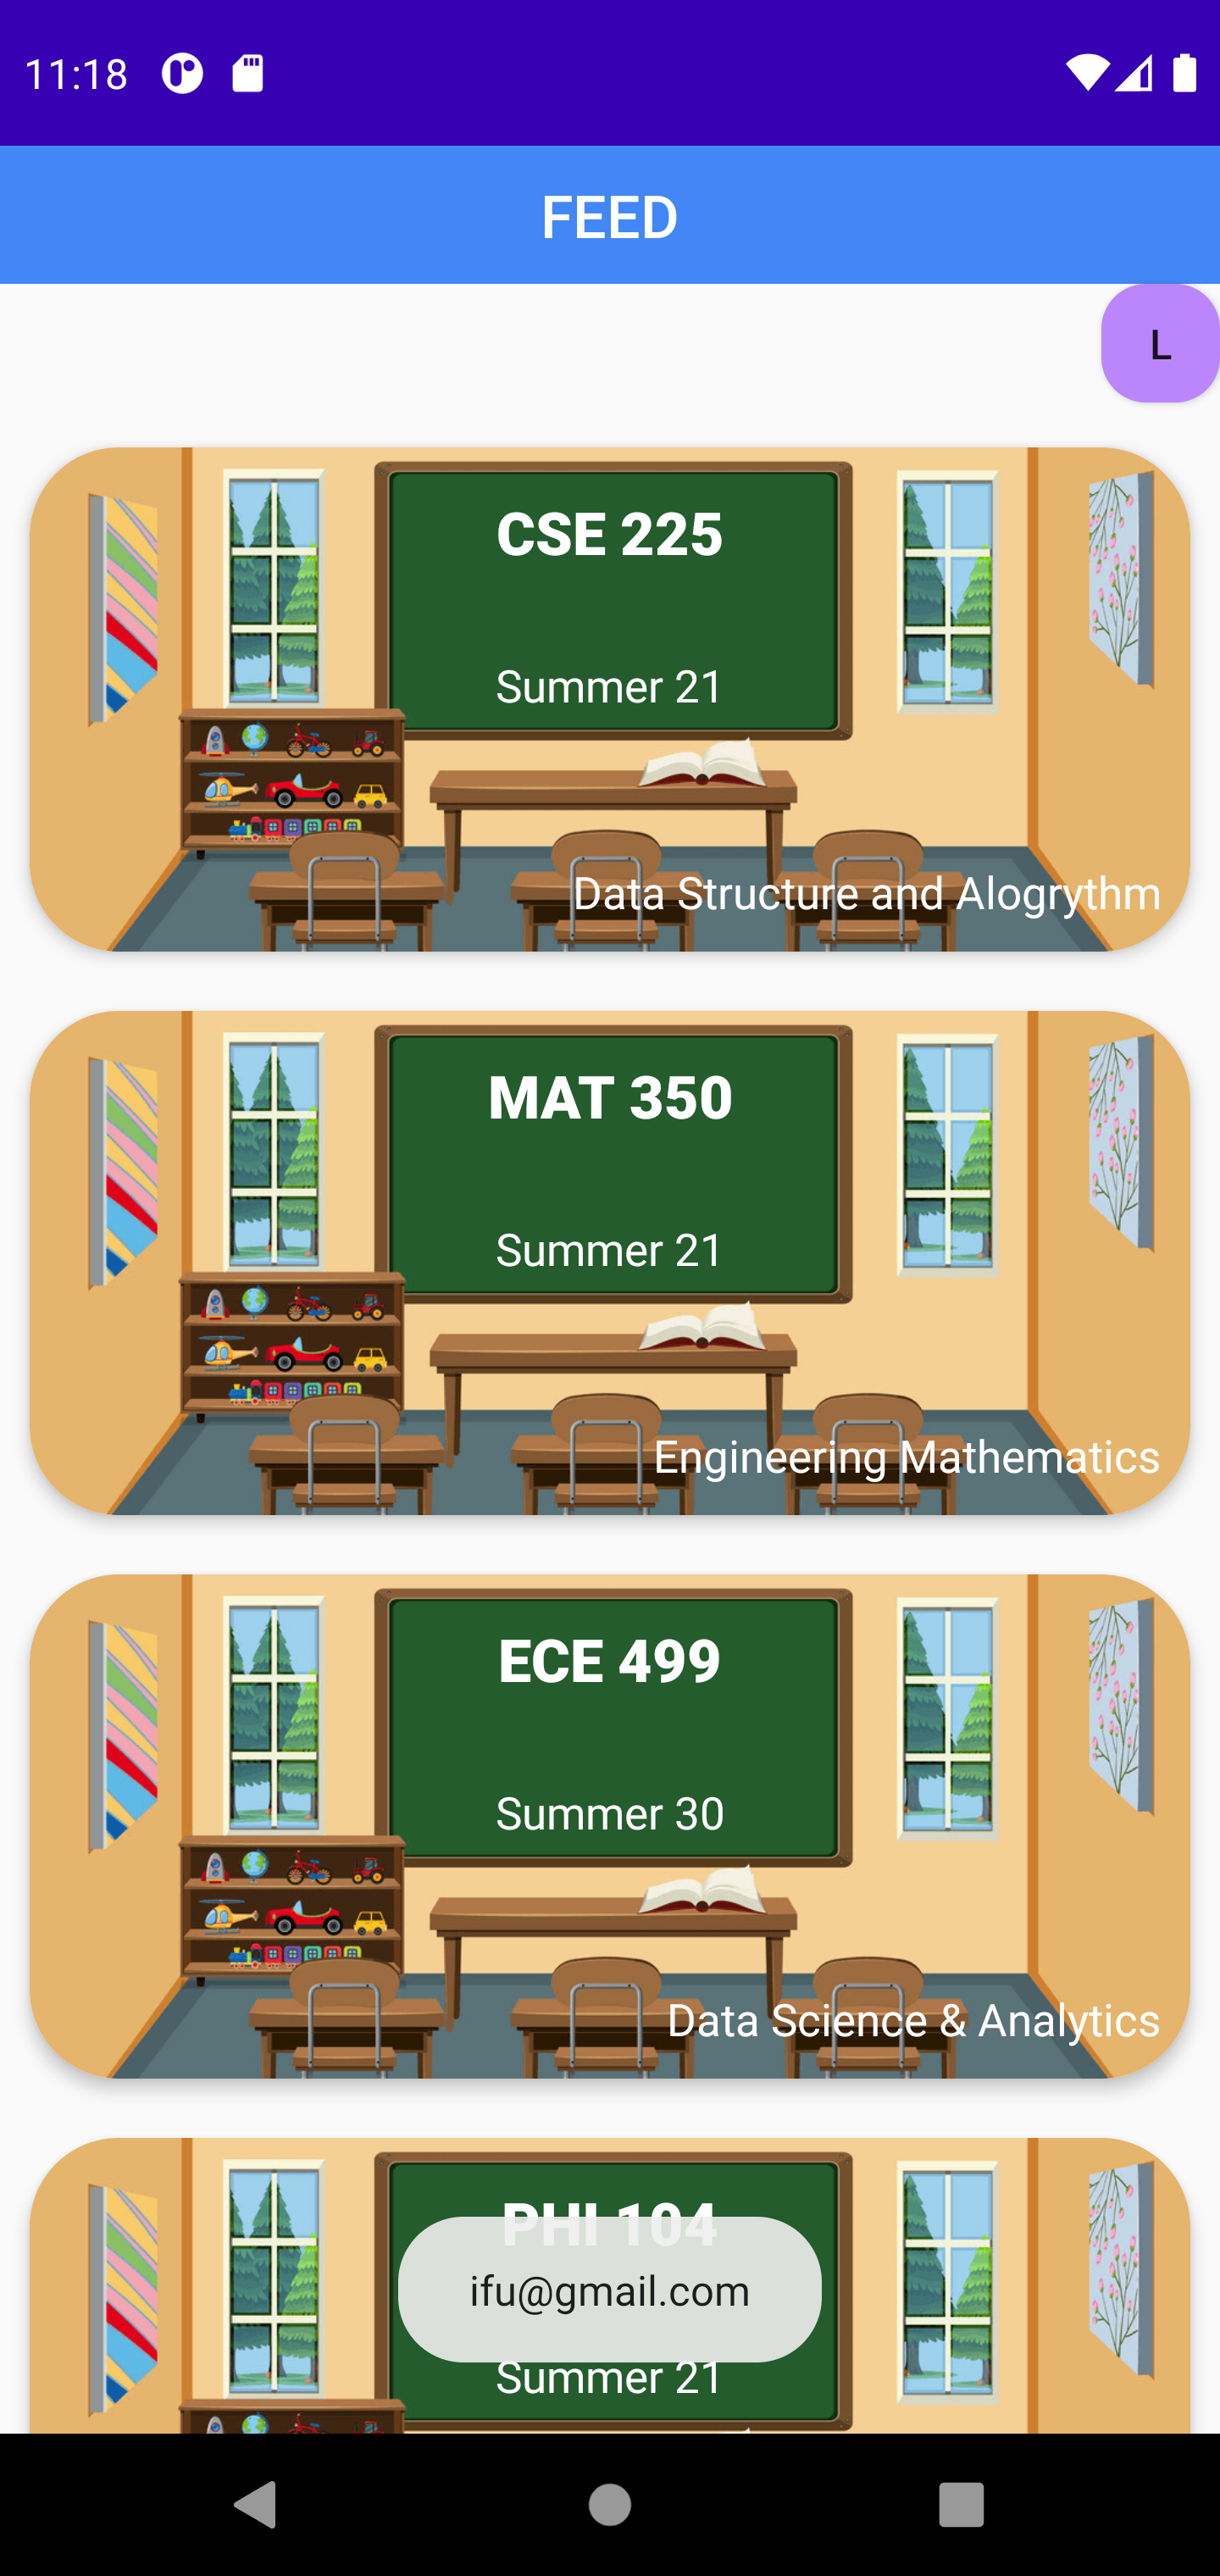 11:18
FEED
L
CSE 225
Summer 21
Data Structure and Alogrythm
MAT 350
Summer 21
Engineering Mathematics
ECE 499
Summer 30
Data Science & Analytics
PHI 104
ifu@gmail.com
Summer 21